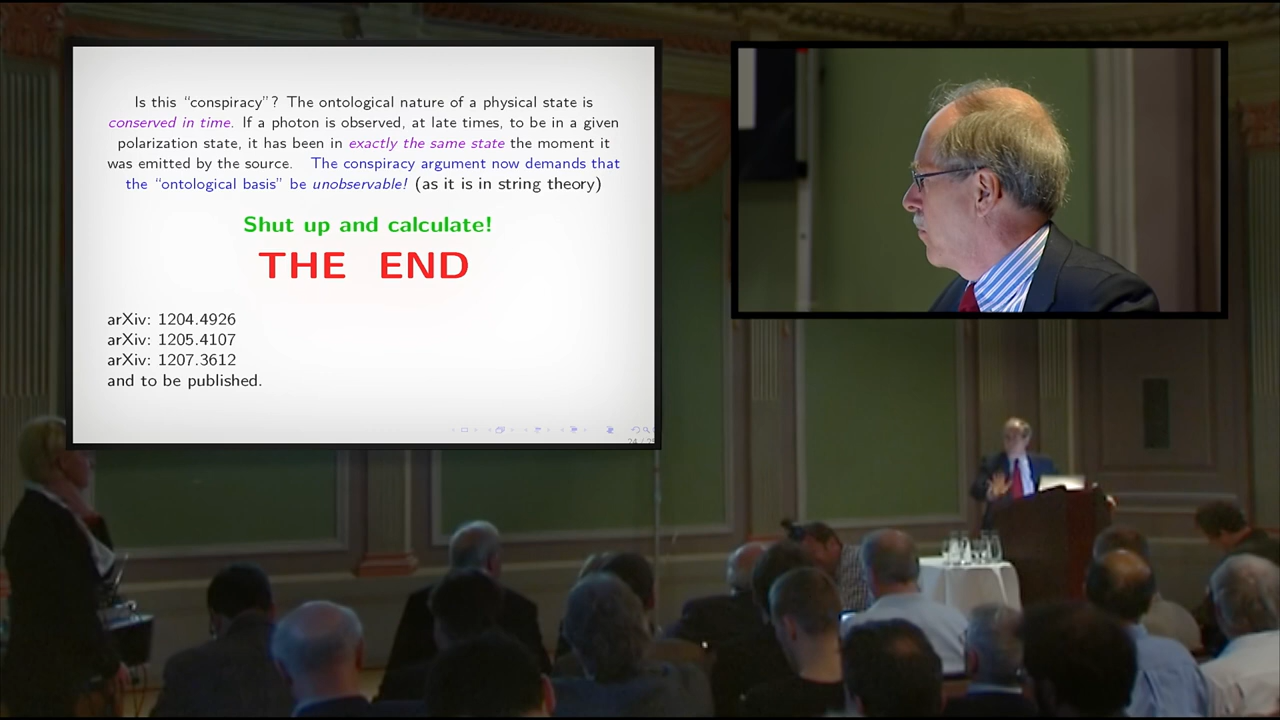 Is this “conspiracy”? The ontological nature of a physical state is
conserved in time. If a photon is observed, at late times, to be in a given
polarization state, it has been in exactly the same state the moment it
was emitted by the source. The conspiracy argument now demands that
the “ontological basis” be unobservable! (as it is in string theory)
Shut up and calculate!
THE END
arXiv: 1204.4926
arXiv: 1205.4107
arXiv: 1207.3612
and to be published.